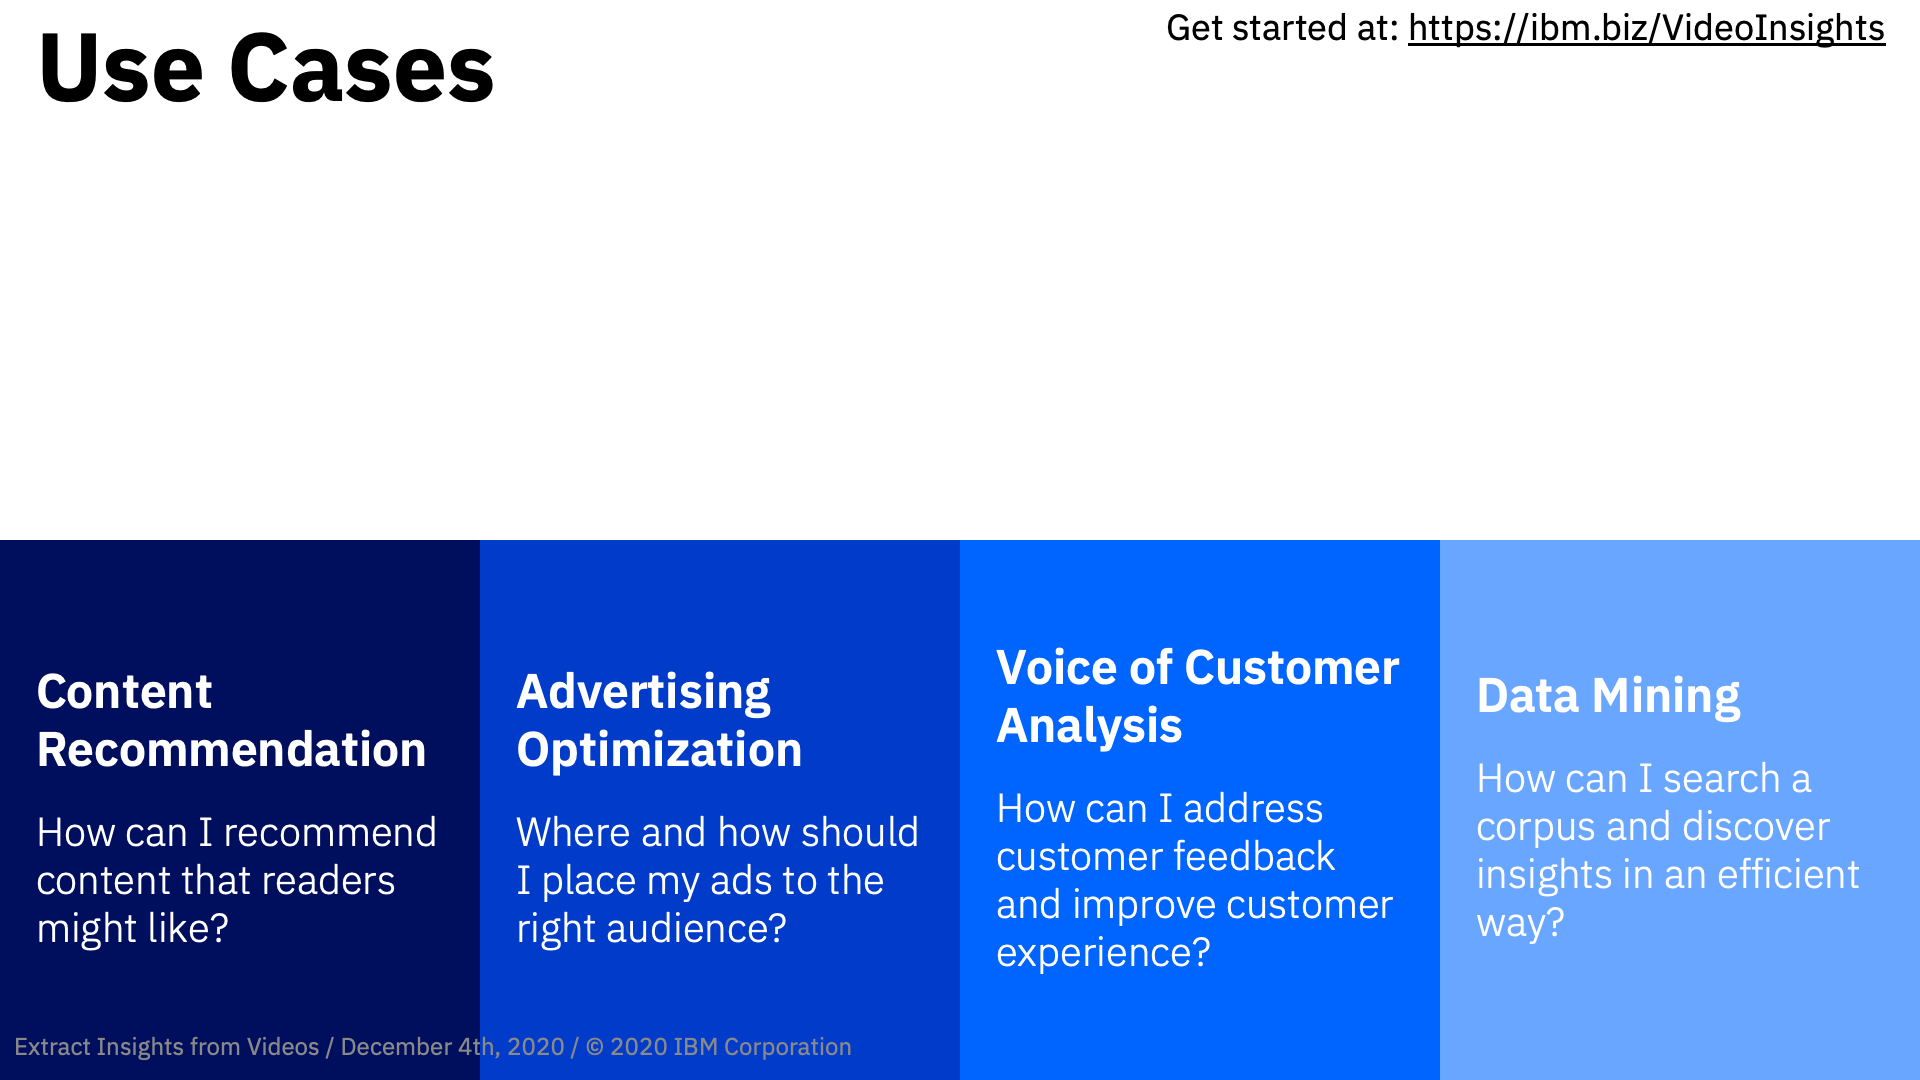 Use Cases
Get started at: https://ibm.biz/VideoInsights
Content
Recommendation
How can I recommend
content that readers
might like?
Advertising
Optimization
Where and how should
I place my ads to the
right audience?
Voice of Customer
Analysis
How can I address
customer feedback
and improve customer
experience?
Data Mining
How can I search a
corpus and discover
insights in an efficient
way?
Extract Insights from Videos / December 4th, 2020 / © 2020 IBM Corporation